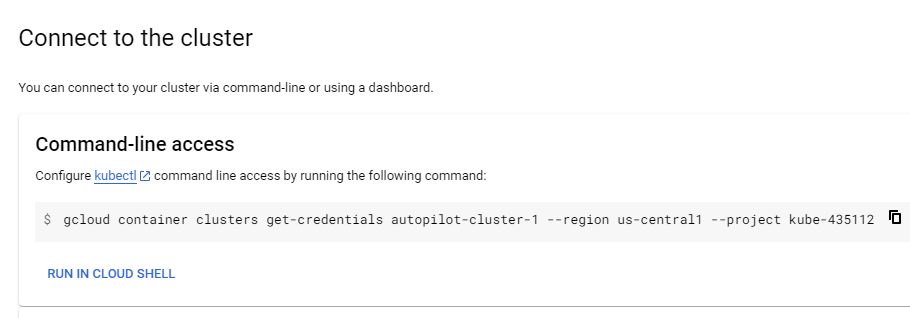 Connect to the cluster
You can connect to your cluster via command-line or using a dashboard.
Command-line access
Configure kubectl command line access by running the following command:
$ gcloud container clusters get-credentials autopilot-cluster-1 --region us-central1 --project kube-435112
RUN IN CLOUD SHELL